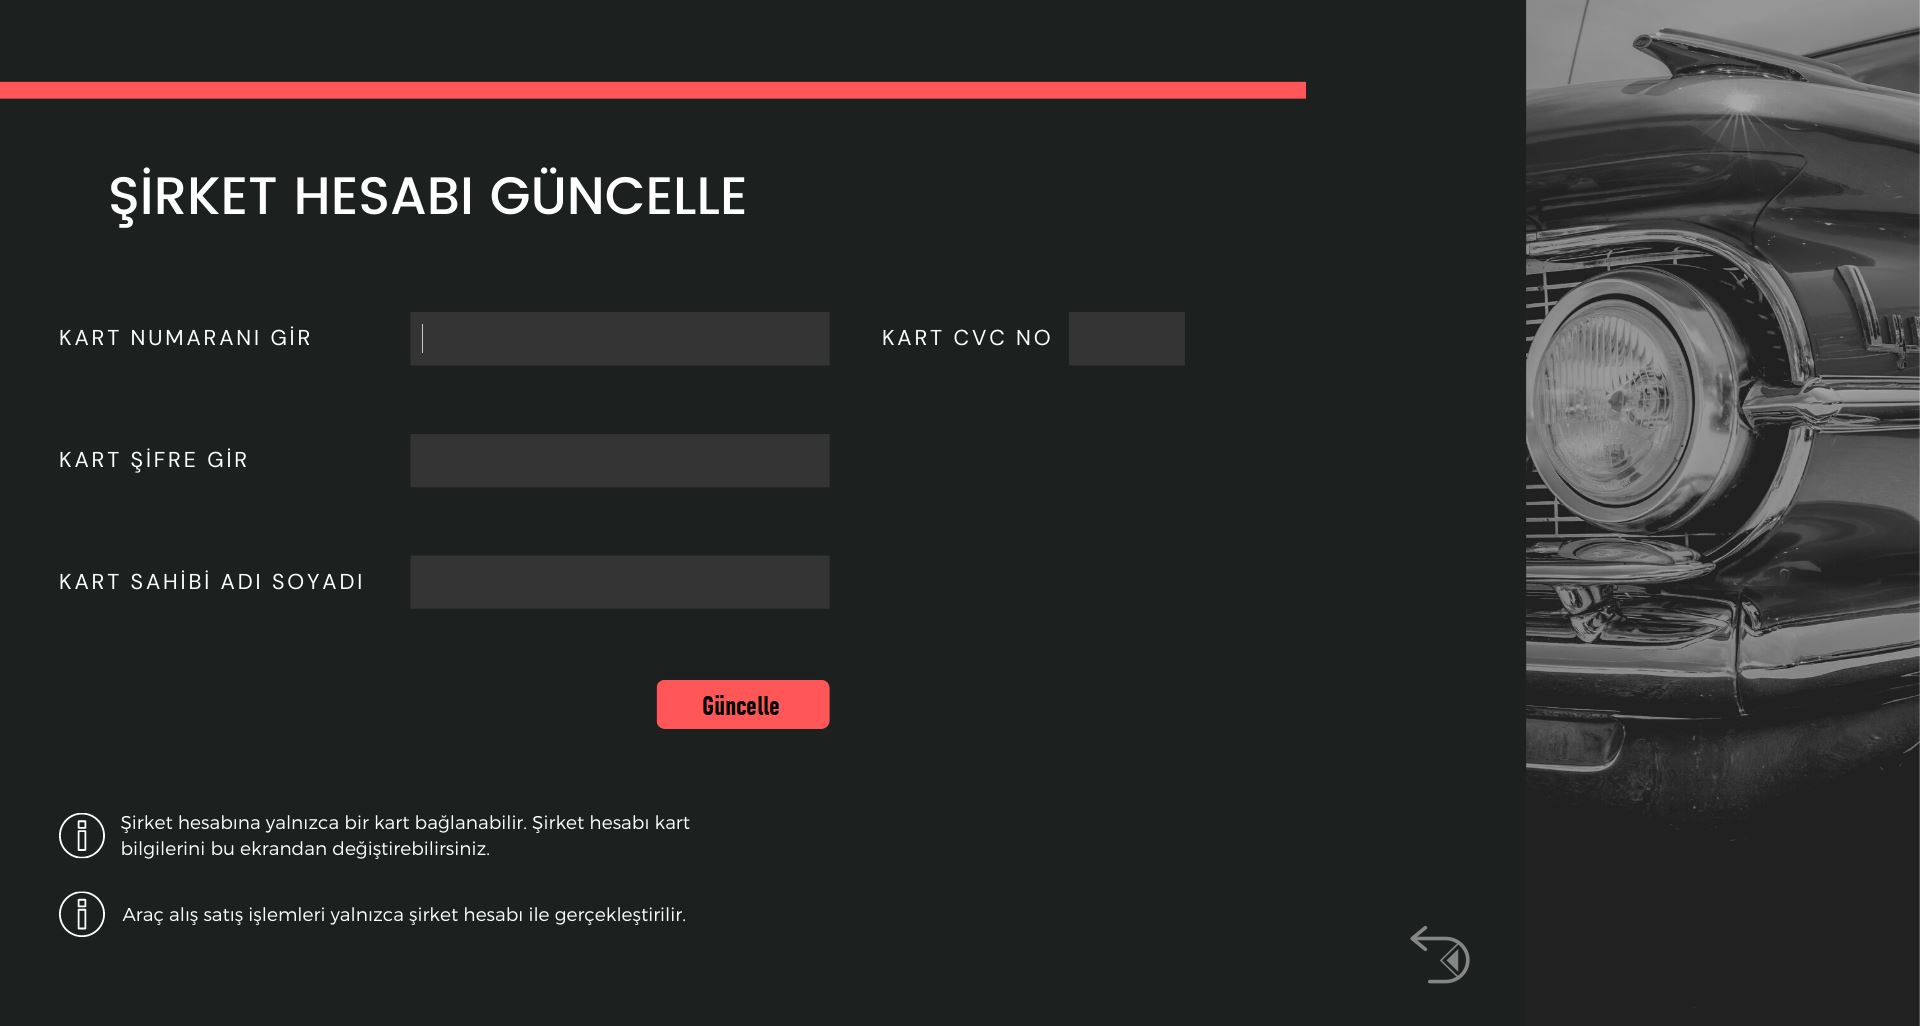 ŞİRKET HESABI GÜNCELLE
KART NUMARANI GİR
KART CVC NO
KART ŞİFRE GİR
KART SAHİBİ ADI SOYADI
Güncelle
Şirket hesabına yalnızca bir kart bağlanabilir. Şirket hesabı kart
bilgilerini bu ekrandan değiştirebilirsiniz.
Araç alış satış işlemleri yalnızca şirket hesabı ile gerçekleştirilir.